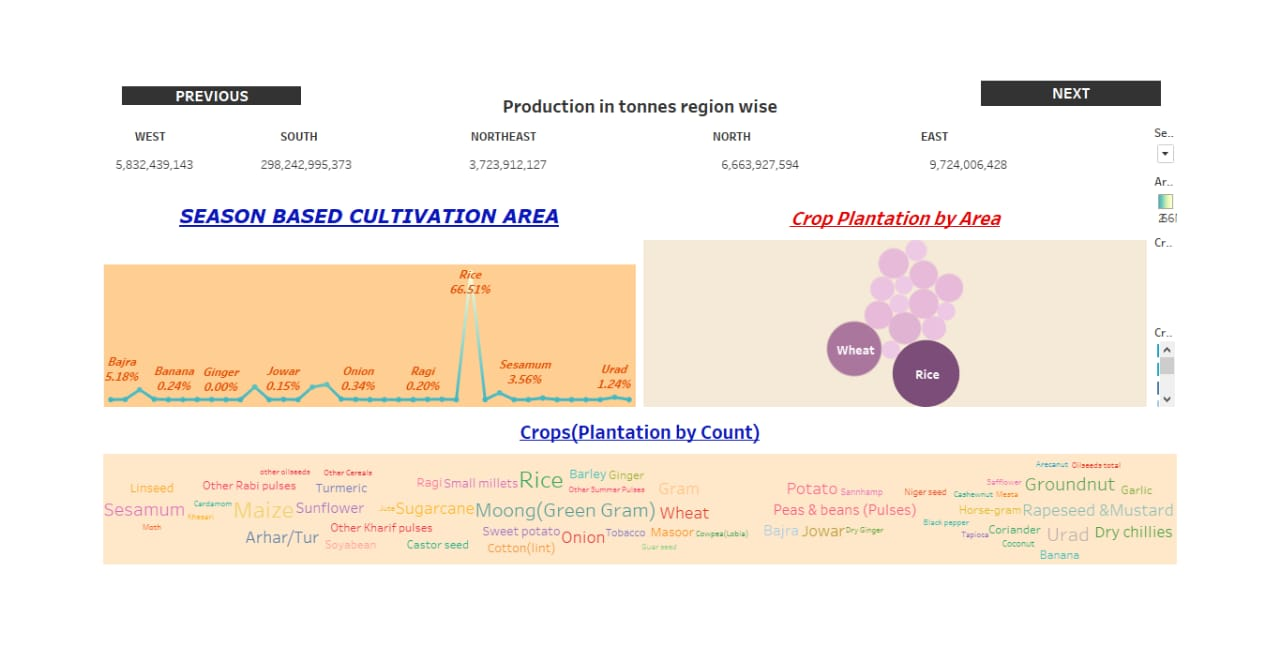 PREVIOUS
NEXT
Production in tonnes region wise
WEST SOUTH NORTHEAST NORTH EAST
5,832,439,143 298,242,995,373 3,723,912,127 6,663,927,594 9,724,006,428
Se..
Ar..
Cr..
Cr..
SEASON BASED CULTIVATION AREA
Crop Plantation by Area
Rice
66.51%
Bajra
5.18%
Banana
0.24%
Ginger
0.00%
Jowar
0.15%
Onion
0.34%
Ragi
0.20%
Sesamum
3.56%
Urad
1.24%
Wheat
Rice
Crops(Plantation by Count)
other oilseeds Other Cereals
Linseed Other Rabi pulses Turmeric
Ragi Small millets Rice Barley Ginger
Other Summer Pulses Gram
Potato Sannhamp Niger seed
Arecanut Oilseeds total
Safflower Groundnut Garlic
Cashewnut Mesta
Sesamum Cardamom Khesari Maize Sunflower Jute Sugarcane Moong(Green Gram) Wheat
Peas & beans (Pulses) Horse-gram Rapeseed &Mustard
Moth Arhar/Tur Other Kharif pulses
Soyabean Castor seed
Sweet potato Onion Tobacco Masoor Cowpea(Lobia)
Cotton(lint) Guar seed
Bajra Jowar Dry Ginger
Black pepper Tapioca Coriander Urad Dry chillies
Coconut
Banana